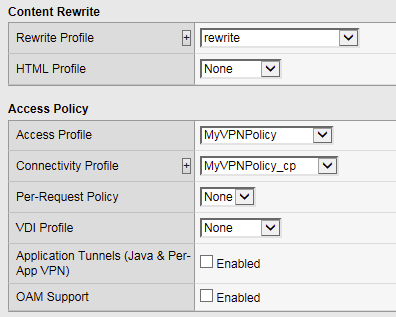 Content Rewrite
Rewrite Profile + rewrite
HTML Profile None
Access Policy
Access Profile MyVPNPolicy
Connectivity Profile + MyVPNPolicy_cp
Per-Request Policy None
VDI Profile None
Application Tunnels (Java & Per-
App VPN) Enabled
OAM Support Enabled